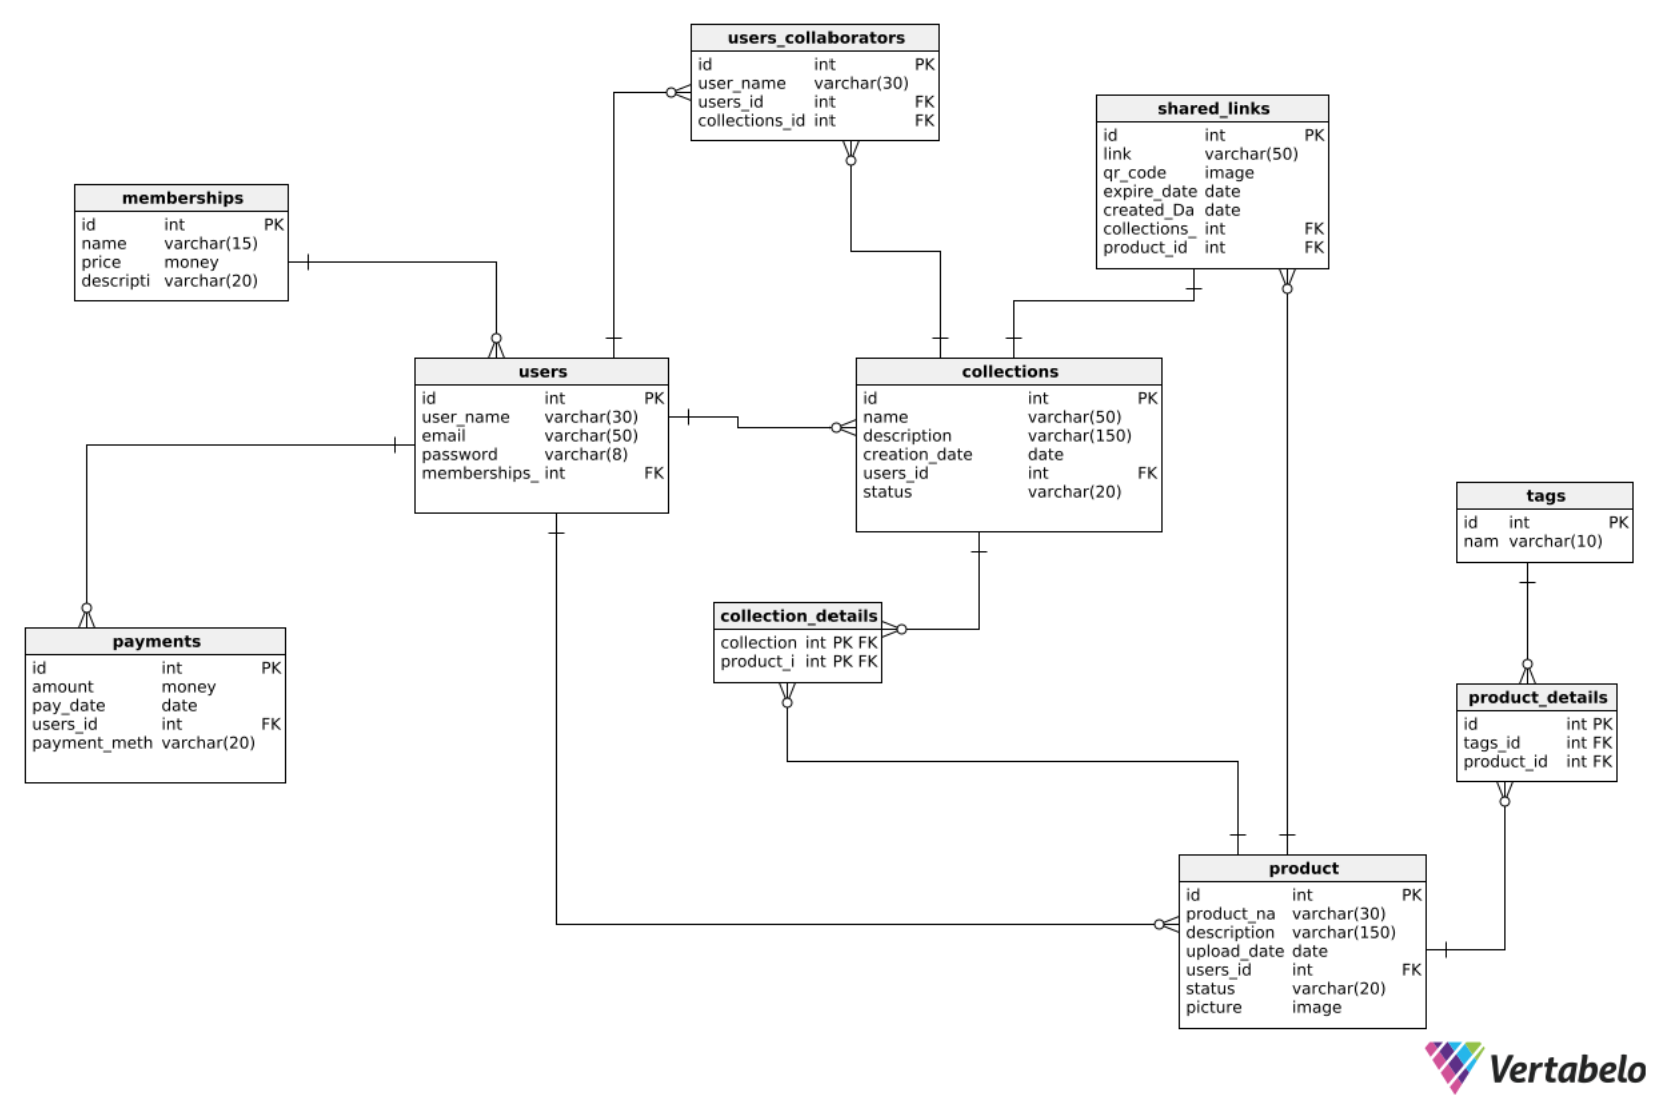 users_collaborators
id int PK
user_name varchar(30)
users_id int FK
collections_id int FK
shared_links
id int PK
link varchar(50)
qr_code image
expire_date date
created_Da date
collections_ int FK
product_id int FK
memberships
id int PK
name varchar(15)
price money
descripti varchar(20)
users
id int PK
user_name varchar(30)
email varchar(50)
password varchar(8)
memberships_ int FK
collections
id int PK
name varchar(50)
description varchar(150)
creation_date date
users_id int FK
status varchar(20)
tags
id int PK
nam varchar(10)
collection_details
collection int PK FK
product_i int PK FK
payments
id int PK
amount money
pay_date date
users_id int FK
payment_meth varchar(20)
product_details
id int PK
tags_id int FK
product_id int FK
product
id int PK
product_na varchar(30)
description varchar(150)
upload_date date
users_id int FK
status varchar(20)
picture image
Vertabelo